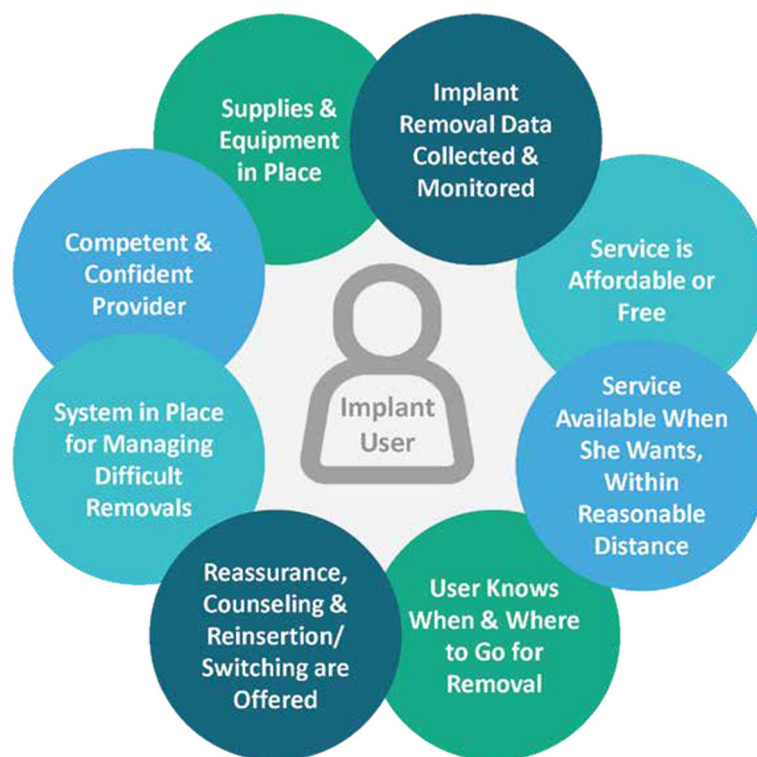 Supplies &
Equipment
in Place
Implant
Removal Data
Collected &
Monitored
Service is
Affordable or
Free
Service
Available When
She Wants,
Within
Reasonable
Distance
User Knows
When & Where
to Go for
Removal
Reassurance,
Counseling &
Reinsertion/
Switching are
Offered
System in Place
for Managing
Difficult
Removals
Competent &
Confident
Provider
Implant
User